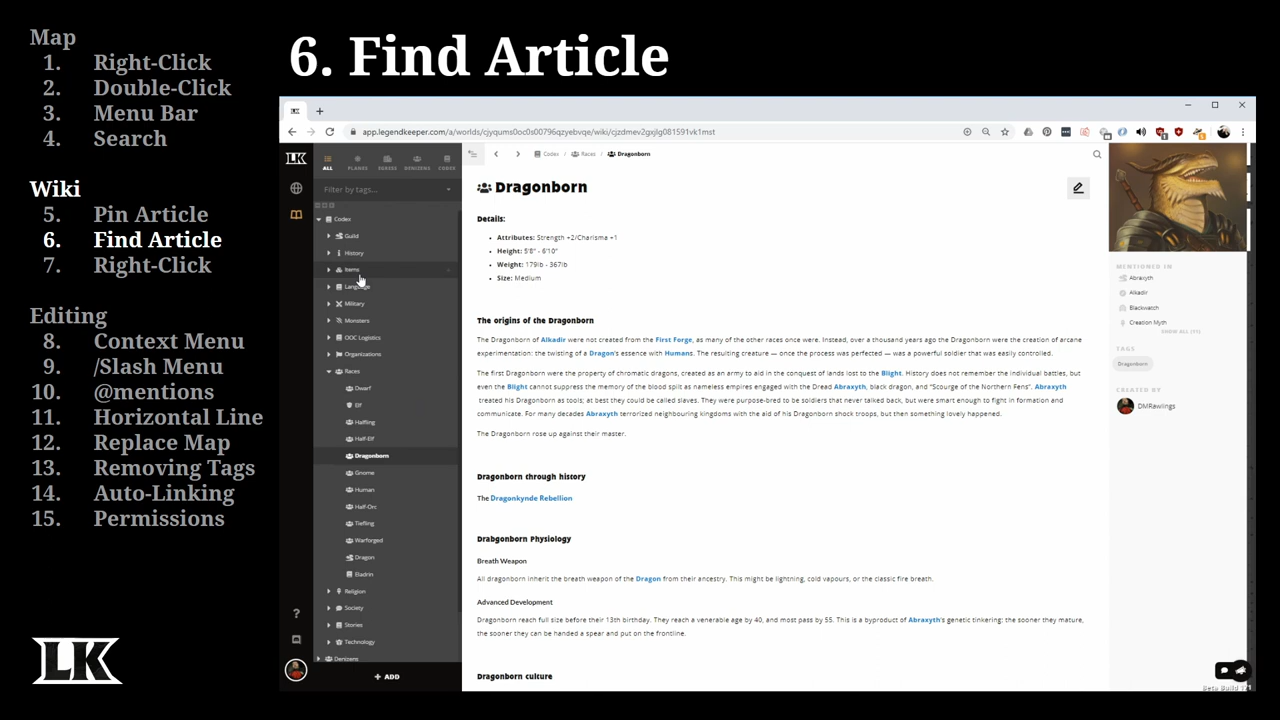 Map
1. Right-Click
2. Double-Click
3. Menu Bar
4. Search
Wiki
5. Pin Article
6. Find Article
7. Right-Click
Editing
8. Context Menu
9. /Slash Menu
10. @mentions
11. Horizontal Line
12. Replace Map
13. Removing Tags
14. Auto-Linking
15. Permissions
LK
6. Find Article
app.legendkeeper.com/a/worlds/cjyqums0oc0s00796qzyebvqe/wiki/cjzdmev2gxjlg081591vk1mst
LK
ALL PLANES EGRESS DENIZENS CODEX
Filter by tags...
Codex
Guild
History
Items
Language
Military
Monsters
OOC Logistics
Organizations
Races
Dwarf
Elf
Halfling
Half-Elf
Dragonborn
Gnome
Human
Half-Orc
Tiefling
Warforged
Dragon
Eladrin
Religion
Society
Stories
Technology
Denizens
+ ADD
Codex / Races / Dragonborn
Dragonborn
Details:
• Attributes: Strength +2/Charisma +1
• Height: 5'8" - 6'10"
• Weight: 179lb - 367lb
• Size: Medium
The origins of the Dragonborn
The Dragonborn of Alkadir were not created from the First Forge, as many of the other races once were. Instead, over a thousand years ago the Dragonborn were the creation of arcane
experimentation: the twisting of a Dragon's essence with Humans. The resulting creature — once the process was perfected — was a powerful soldier that was easily controlled.
The first Dragonborn were the property of chromatic dragons, created as an army to aid in the conquest of lands lost to the Blight. History does not remember the individual battles, but
even the Blight cannot suppress the memory of the blood spilt as nameless empires engaged with the Dread Abraxyth, black dragon, and "Scourge of the Northern Fens". Abraxyth
treated his Dragonborn as tools; at best they could be called slaves. They were purpose-bred to be soldiers that never talked back, but were smart enough to fight in formation and
communicate. For many decades Abraxyth terrorized neighbouring kingdoms with the aid of his Dragonborn shock troops, but then something lovely happened.
The Dragonborn rose up against their master.
Dragonborn through history
The Dragonkynde Rebellion
Drabgonborn Physiology
Breath Weapon
All dragonborn inherit the breath weapon of the Dragon from their ancestry. This might be lightning, cold vapours, or the classic fire breath.
Advanced Development
Dragonborn reach full size before their 13th birthday. They reach a venerable age by 40, and most pass by 55. This is a byproduct of Abraxyth's genetic tinkering: the sooner they mature,
the sooner they can be handed a spear and put on the frontline.
Dragonborn culture
MENTIONED IN
Abraxyth
Alkadir
Blackwatch
Creation Myth
SHOW ALL (11)
TAGS
Dragonborn
CREATED BY
DMRawlings